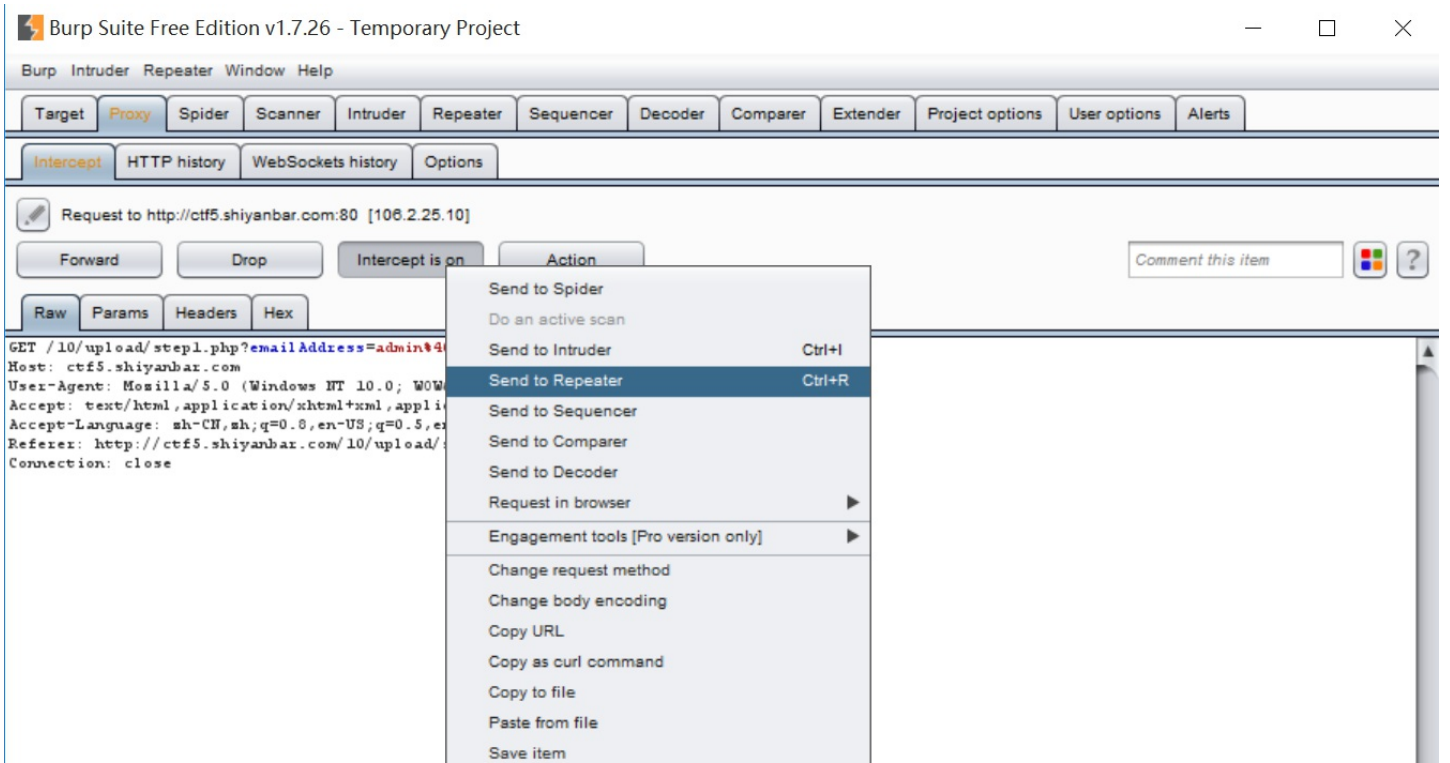 Burp Suite Free Edition v1.7.26 - Temporary Project
Burp Intruder Repeater Window Help
Target Proxy Spider Scanner Intruder Repeater Sequencer Decoder Comparer Extender Project options User options Alerts
Intercept HTTP history WebSockets history Options
Request to http://ctf5.shiyanbar.com:80 [106.2.25.10]
Forward Drop Intercept is on Action Comment this item ?
Raw Params Headers Hex
GET /10/upload/step1.php?emailAddress=admin%4
Host: ctf5.shiyanbar.com
User-Agent: Mozilla/5.0 (Windows NT 10.0;
Accept: text/html,application/xhtml+xml,appli
Accept-Language: zh-CN,zh;q=0.8,en-US;q=0.5,e
Referer: http://ctf5.shiyanbar.com/10/upload/
Connection: close
Send to Spider
Do an active scan
Send to Intruder Ctrl+I
Send to Repeater Ctrl+R
Send to Sequencer
Send to Comparer
Send to Decoder
Request in browser
Engagement tools [Pro version only]
Change request method
Change body encoding
Copy URL
Copy as curl command
Copy to file
Paste from file
Save item